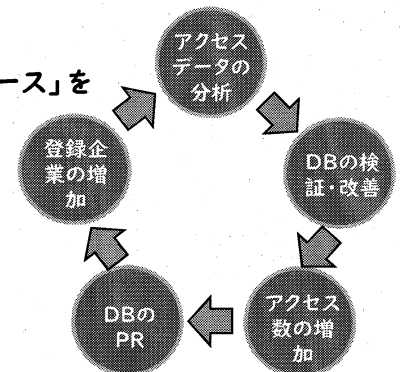 ース」を
アクセス
データの
分析
DBの検
証・改善
アクセス
数の増
加
DBの
PR
登録企
業の増
加